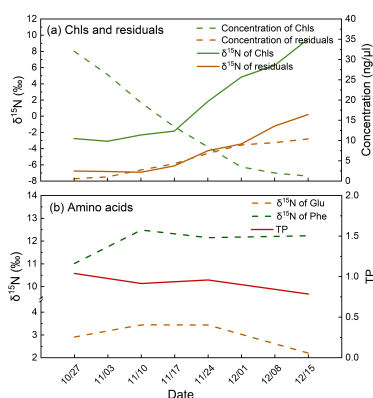 (a) Chls and residuals
Concentration of Chls
Concentration of residuals
δ¹⁵N of Chls
δ¹⁵N of residuals
δ¹⁵N (‰)
12
10
8
6
4
2
0
-2
-4
-6
-8
Concentration (ng/μl)
40
35
30
25
20
15
10
5
0
(b) Amino acids
δ¹⁵N of Glu
δ¹⁵N of Phe
TP
δ¹⁵N (‰)
14
13
12
11
10
4
3
2
TP
2.0
1.5
1.0
0.5
0.0
10/27
11/03
11/10
11/17
11/24
12/01
12/08
12/15
Date